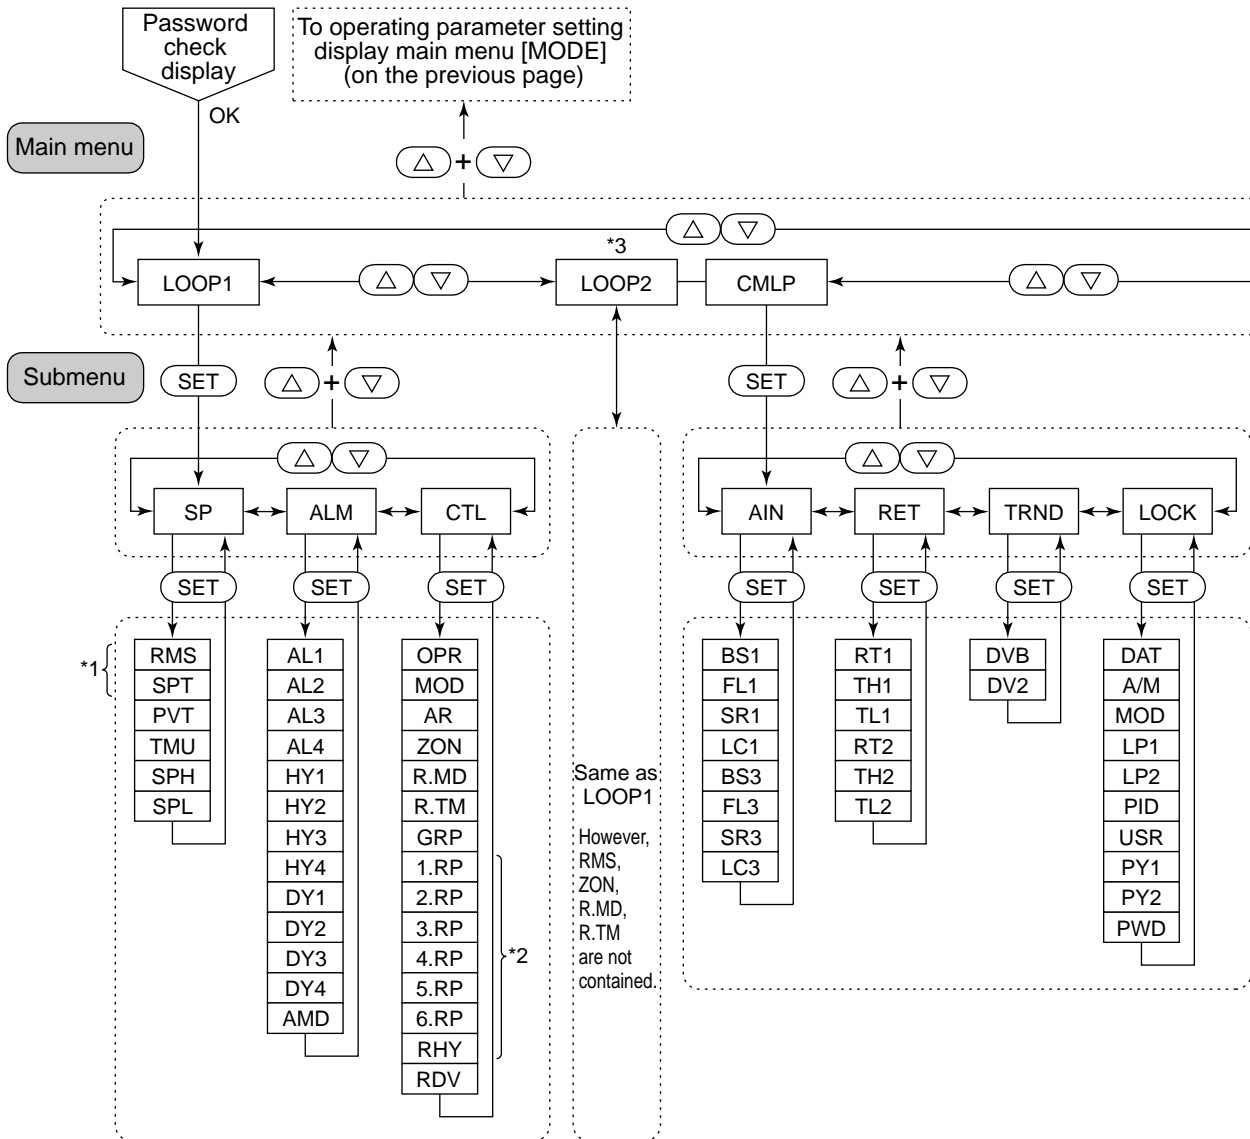 Password
check
display
To operating parameter setting
display main menu [MODE]
(on the previous page)
OK
Main menu
+
*3
LOOP1
LOOP2
CMLP
Submenu
SET
+
SET
+
SP
ALM
CTL
AIN
RET
TRND
LOCK
SET
SET
SET
SET
SET
SET
SET
*1
RMS
SPT
PVT
TMU
SPH
SPL
AL1
AL2
AL3
AL4
HY1
HY2
HY3
HY4
DY1
DY2
DY3
DY4
AMD
OPR
MOD
AR
ZON
R.MD
R.TM
GRP
1.RP
2.RP
3.RP
4.RP
5.RP
6.RP
RHY
RDV
*2
Same as
LOOP1
However,
RMS,
ZON,
R.MD,
R.TM
are not
contained.
BS1
FL1
SR1
LC1
BS3
FL3
SR3
LC3
RT1
TH1
TL1
RT2
TH2
TL2
DVB
DV2
DAT
A/M
MOD
LP1
LP2
PID
USR
PY1
PY2
PWD